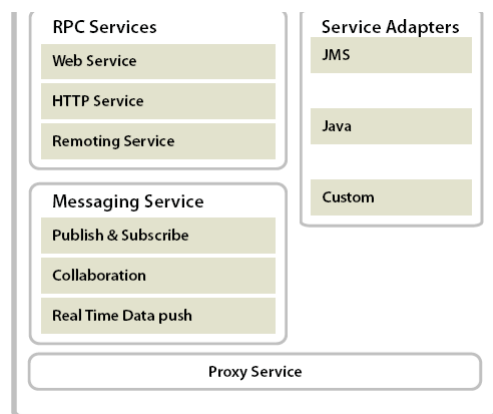 RPC Services
Web Service
HTTP Service
Remoting Service
Messaging Service
Publish & Subscribe
Collaboration
Real Time Data push
Service Adapters
JMS
Java
Custom
Proxy Service